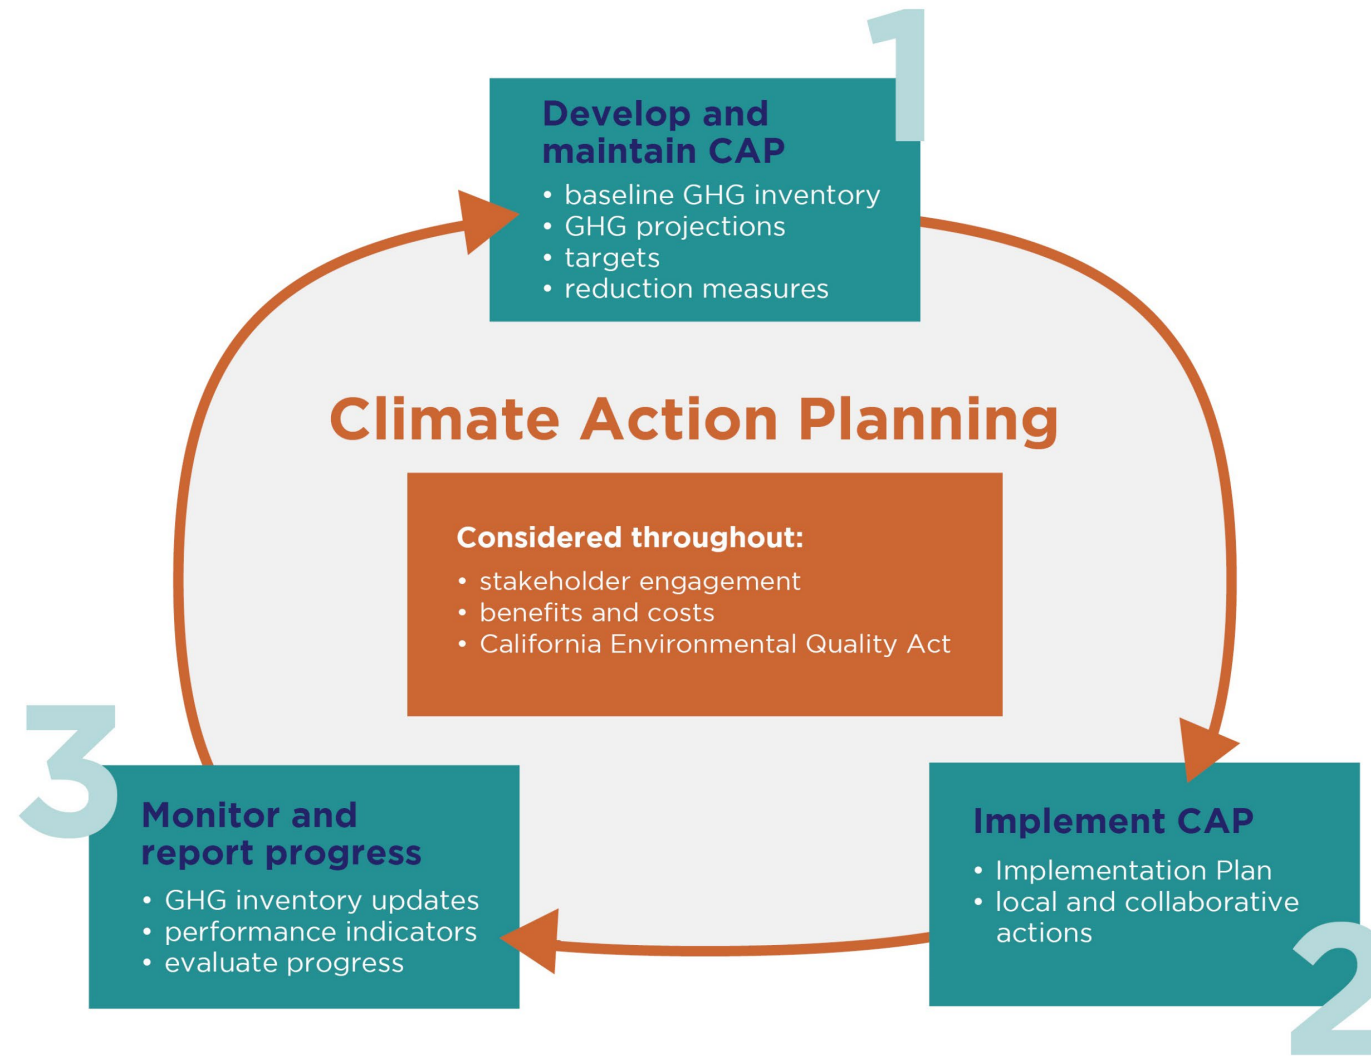 1
Develop and
maintain CAP
• baseline GHG inventory
• GHG projections
• targets
• reduction measures
Climate Action Planning
Considered throughout:
• stakeholder engagement
• benefits and costs
• California Environmental Quality Act
2
Implement CAP
• Implementation Plan
• local and collaborative
actions
3
Monitor and
report progress
• GHG inventory updates
• performance indicators
• evaluate progress